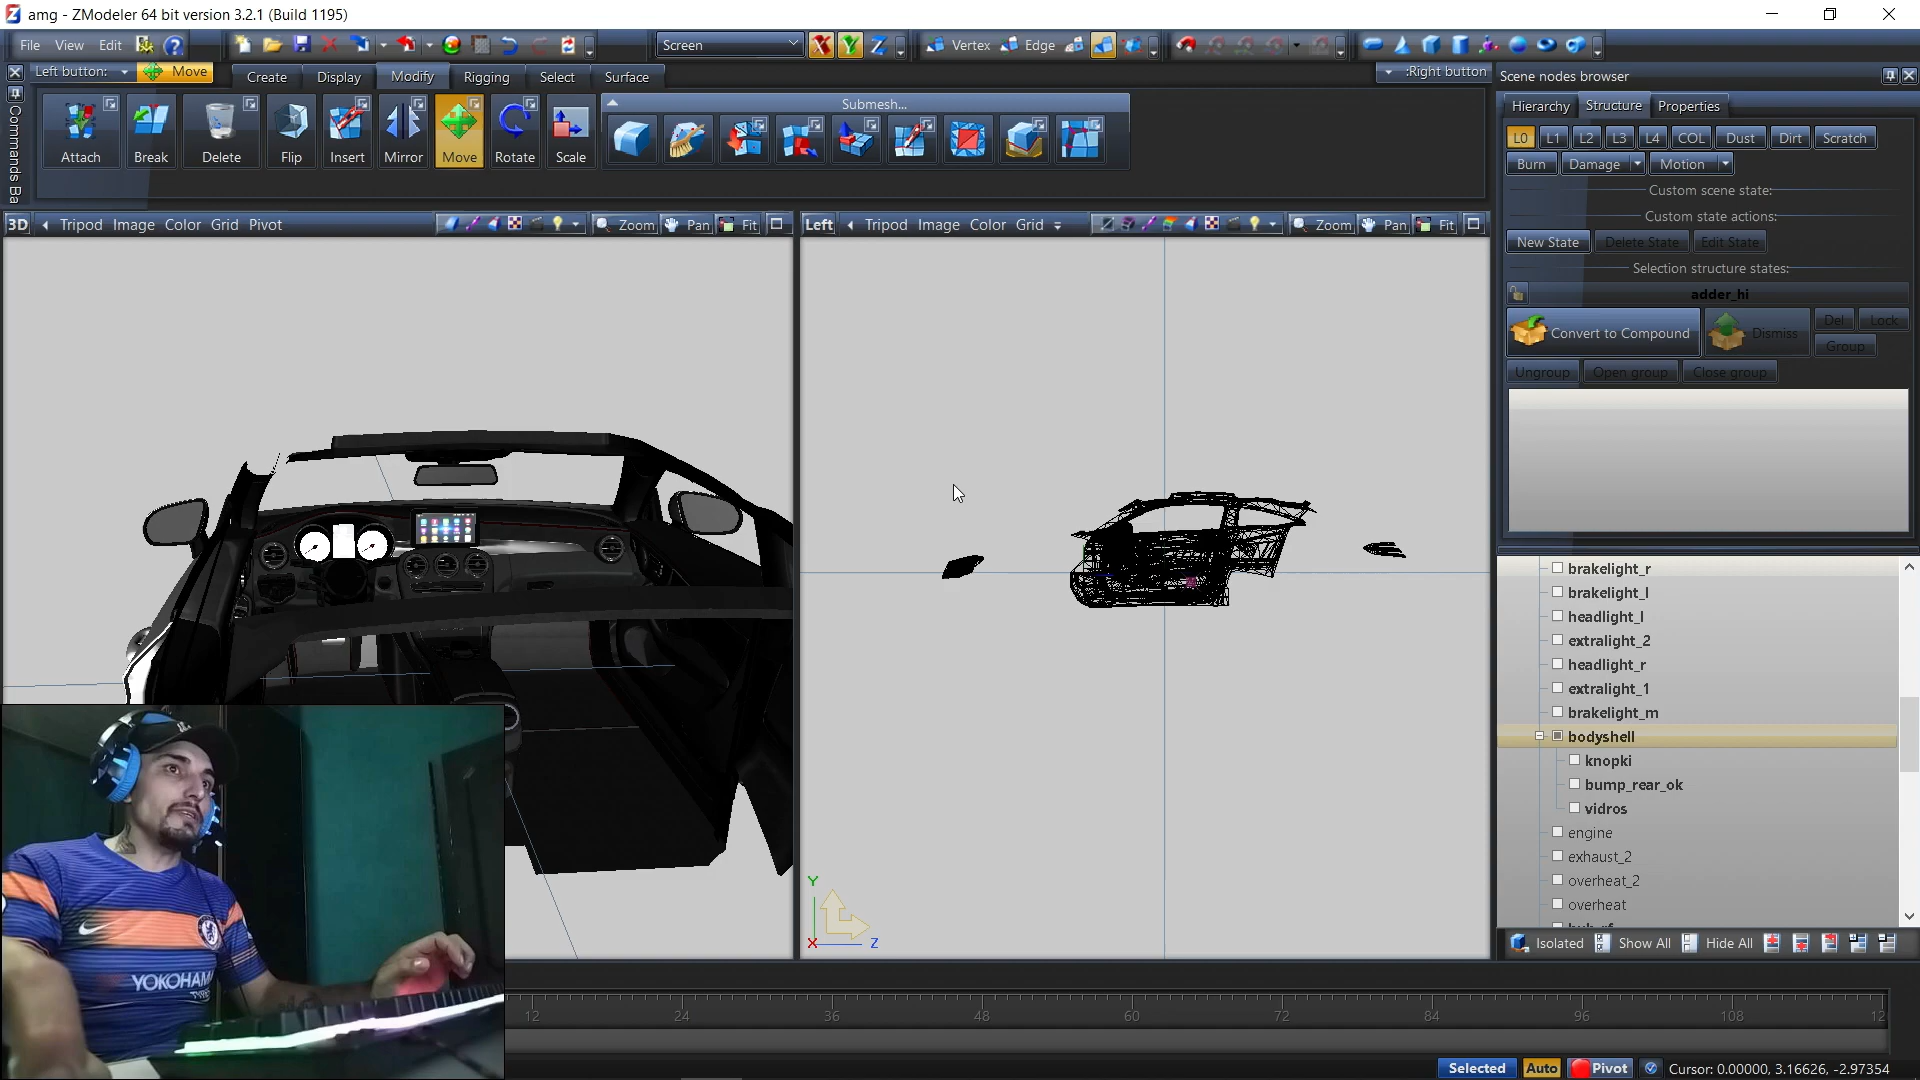 amg - ZModeler 64 bit version 3.2.1 (Build 1195)
File View Edit Screen X Y Z Vertex Edge
Left button: Move Create Display Modify Rigging Select Surface :Right button Scene nodes browser
Commands Ba
Attach Break Delete Flip Insert Mirror Move Rotate Scale
Submesh...
Hierarchy Structure Properties
L0 L1 L2 L3 L4 COL Dust Dirt Scratch
Burn Damage Motion
Custom scene state:
Custom state actions:
New State Delete State Edit State
Selection structure states:
adder_hi
Convert to Compound Dismiss Del Lock
Group
Ungroup Open group Close group
3D Tripod Image Color Grid Pivot Zoom Pan Fit
Left Tripod Image Color Grid Zoom Pan Fit
brakelight_r
brakelight_l
headlight_l
extralight_2
headlight_r
extralight_1
brakelight_m
bodyshell
knopki
bump_rear_ok
vidros
engine
exhaust_2
overheat_2
overheat
Isolated Show All Hide All
Y
X Z
YOKOHAMA
TYRES
12 24 36 48 60 72 84 96 108 12
Selected Auto Pivot Cursor: 0.00000, 3.16626, -2.97354